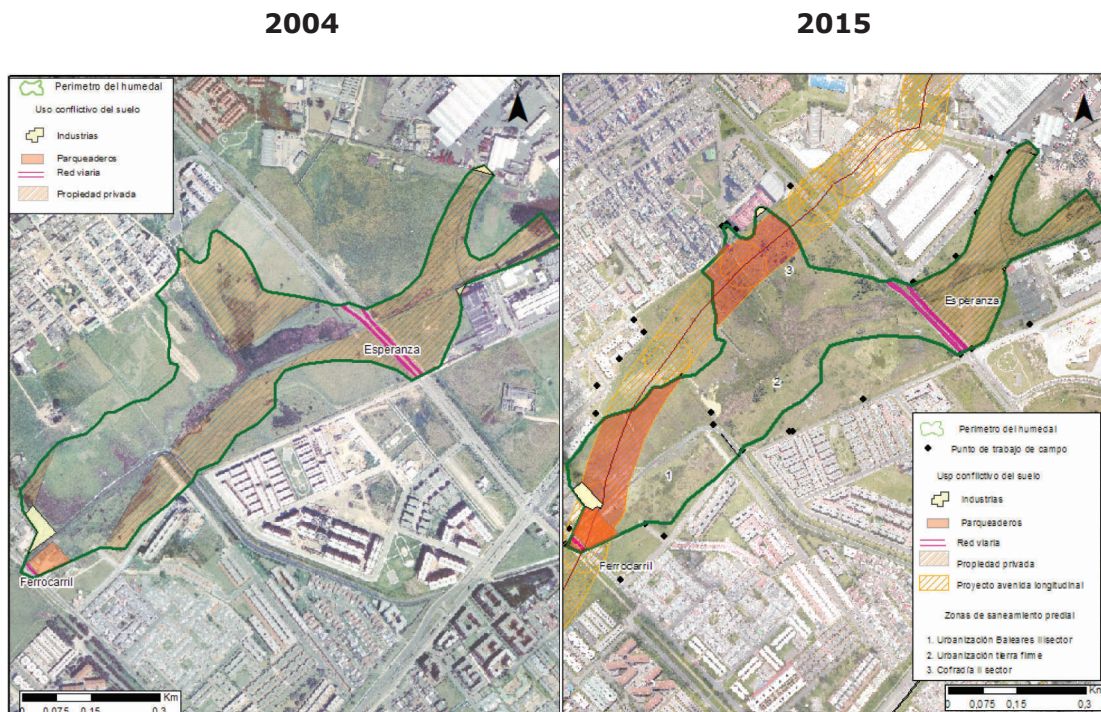 2004
2015
Perimetro del humedal
Uso conflictivo del suelo
Industrias
Parqueaderos
Red viaria
Propiedad privada
Esperanza
Ferrocarril
Km
0 0,075 0,15 0,3
3
Esperanza
2
1
Ferrocarril
Perimetro del humedal
Punto de trabajo de campo
Uso conflictivo del suelo
Industrias
Parqueaderos
Red viaria
Propiedad privada
Proyecto avenida longitudinal
Zonas de saneamiento predial
1. Urbanización Baleares II sector
2. Urbanización tierra firme
3. Cofradía II sector
Km
0 0,075 0,15 0,3